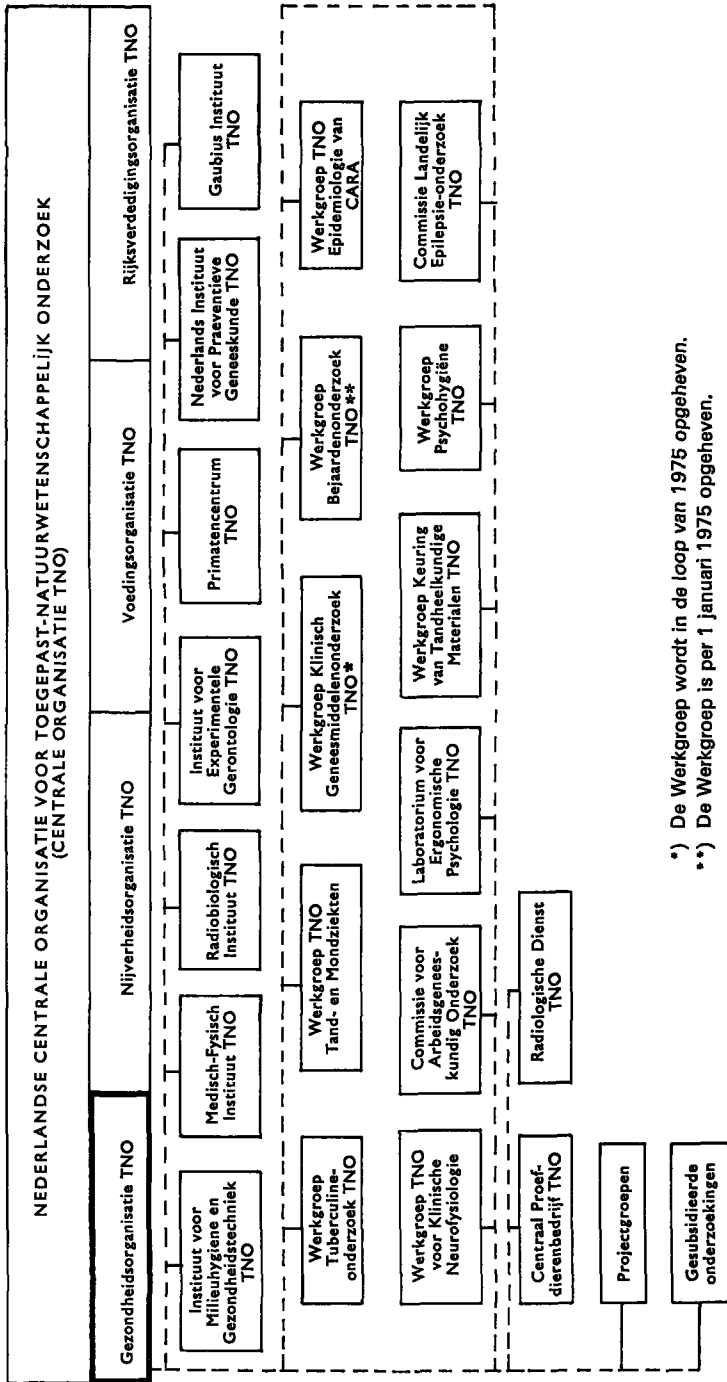 NEDERLANDSE CENTRALE ORGANISATIE VOOR TOEGEPAST-NATUURWETENSCHAPPELIJK ONDERZOEK
(CENTRALE ORGANISATIE TNO)
Gezondheidsorganisatie TNO
Nijverheidsorganisatie TNO
Voedingsorganisatie TNO
Rijksverdedigingsorganisatie TNO
Instituut voor
Milieuhygiene en
Gezondheidstechniek
TNO
Medisch-Fysisch
Instituut TNO
Radiobiologisch
Instituut TNO
Instituut voor
Experimentele
Gerontologie TNO
Primatencentrum
TNO
Nederlands Instituut
voor Praeventieve
Geneeskunde TNO
Gaubius Instituut
TNO
Werkgroep
Tuberculine-
onderzoek TNO
Werkgroep TNO
Tand- en Mondziekten
Werkgroep Klinisch
Geneesmiddelenonderzoek
TNO*
Werkgroep
Bejaardenonderzoek
TNO**
Werkgroep TNO
Epidemiologie van
CARA
Werkgroep TNO
voor Klinische
Neurofysiologie
Commissie voor
Arbeidsgenees-
kundig Onderzoek
TNO
Laboratorium voor
Ergonomische
Psychologie TNO
Werkgroep Keuring
van Tandheelkundige
Materialen TNO
Werkgroep
Psychohygiëne
TNO
Commissie Landelijk
Epilepsie-onderzoek
TNO
Centraal Proef-
dierenbedrijf TNO
Radiologische Dienst
TNO
Projectgroepen
Gesubsidieerde
onderzoekingen
*) De Werkgroep wordt in de loop van 1975 opgeheven.
**) De Werkgroep is per 1 januari 1975 opgeheven.